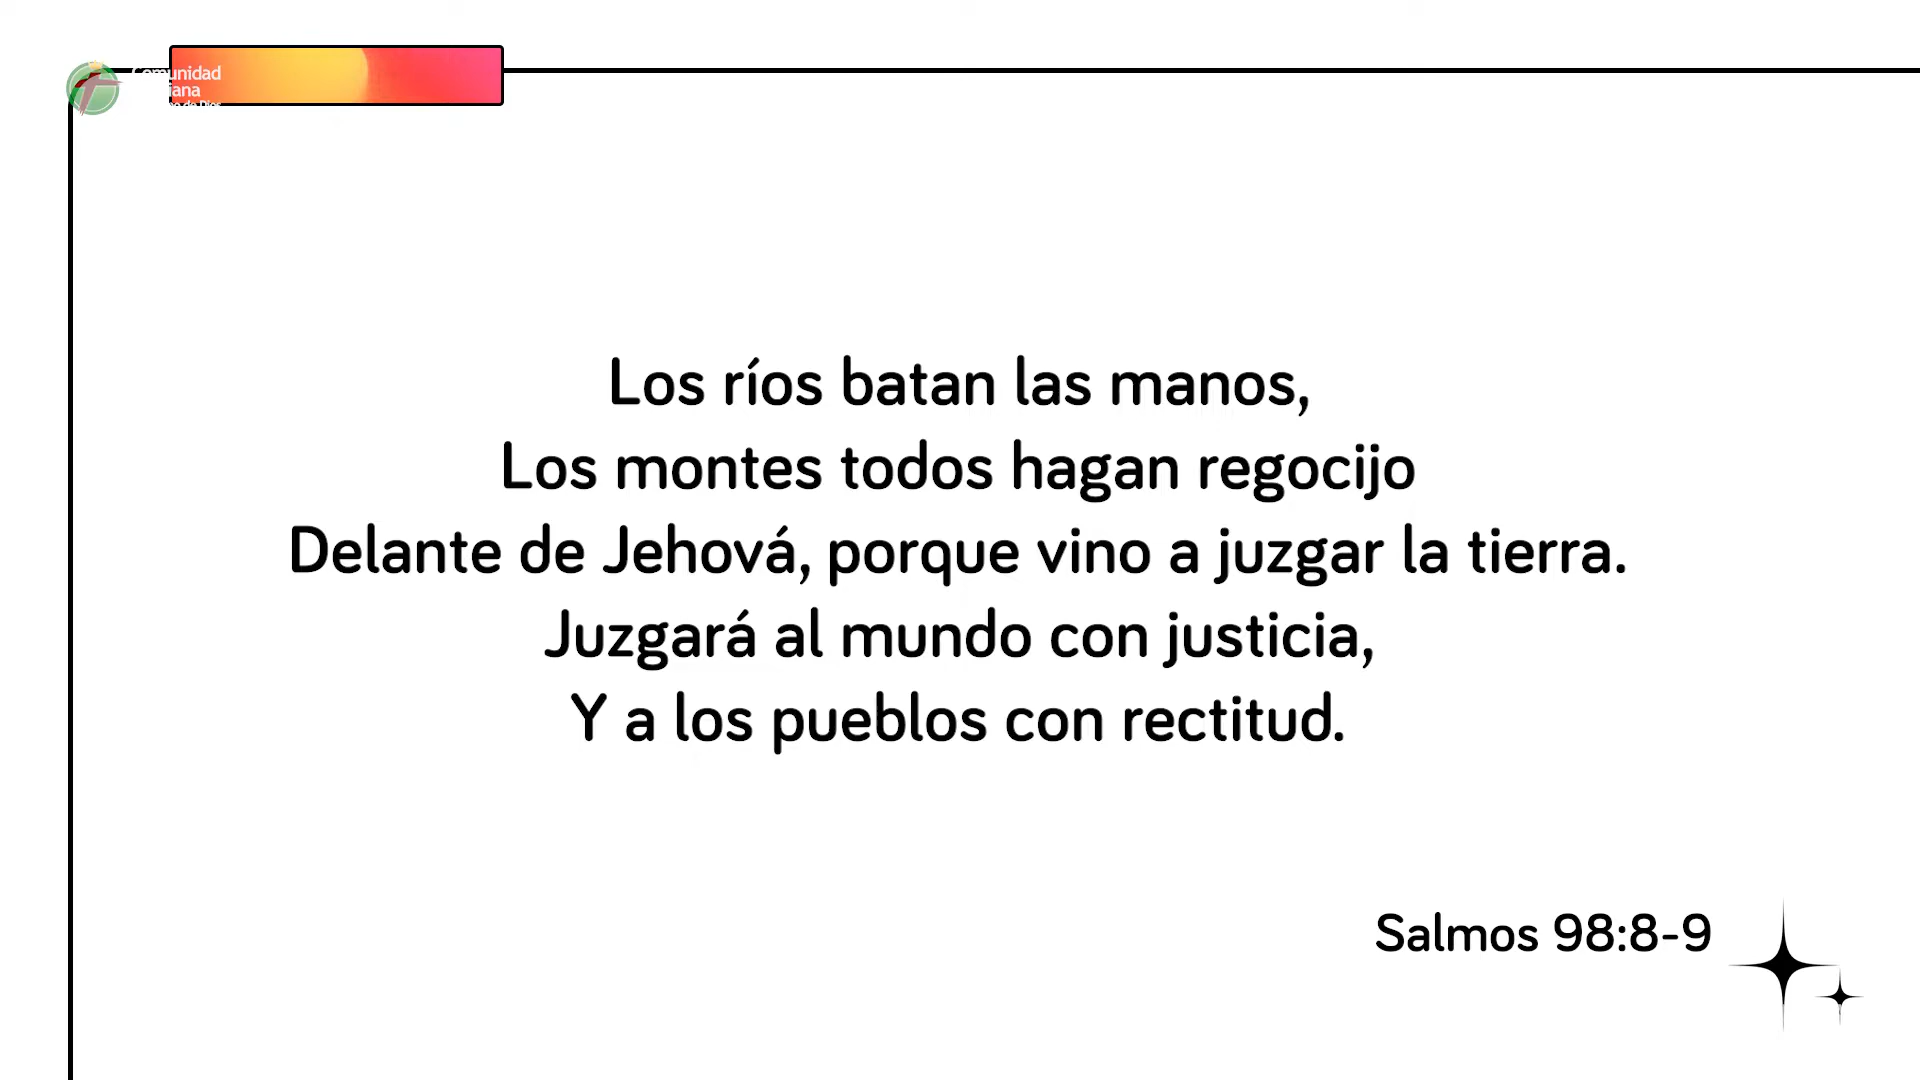 Comunidad
Los ríos batan las manos,
Los montes todos hagan regocijo
Delante de Jehová, porque vino a juzgar la tierra.
Juzgará al mundo con justicia,
Y a los pueblos con rectitud.
Salmos 98:8-9